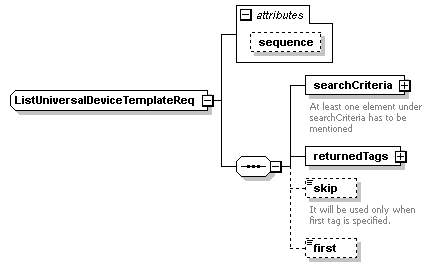 attributes
sequence
ListUniversalDeviceTemplateReq
searchCriteria
At least one element under
searchCriteria has to be
mentioned
returnedTags
skip
It will be used only when
first tag is specified.
first